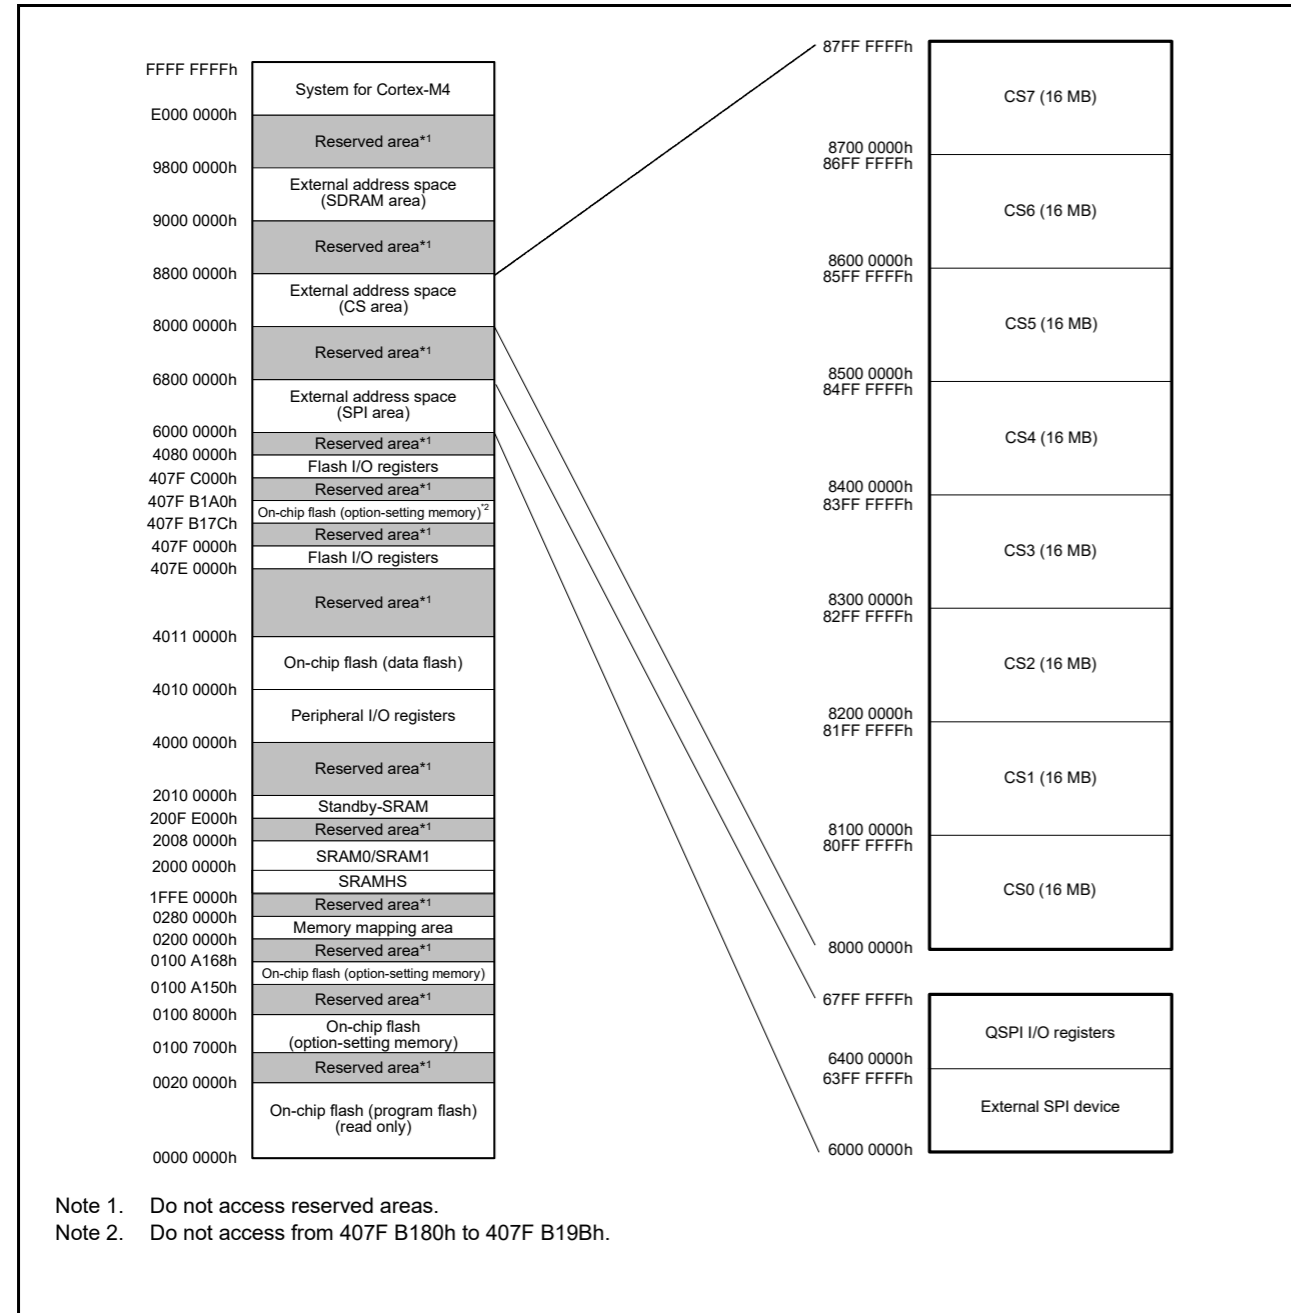 FFFF FFFFh
System for Cortex-M4
E000 0000h
Reserved area*1
9800 0000h
External address space
(SDRAM area)
9000 0000h
Reserved area*1
8800 0000h
External address space
(CS area)
8000 0000h
Reserved area*1
6800 0000h
External address space
(SPI area)
6000 0000h
Reserved area*1
4080 0000h
Flash I/O registers
407F C000h
Reserved area*1
407F B1A0h
On-chip flash (option-setting memory)*2
407F B17Ch
Reserved area*1
407F 0000h
Flash I/O registers
407E 0000h
Reserved area*1
4011 0000h
On-chip flash (data flash)
4010 0000h
Peripheral I/O registers
4000 0000h
Reserved area*1
2010 0000h
Standby-SRAM
200F E000h
Reserved area*1
2008 0000h
SRAM0/SRAM1
2000 0000h
SRAMHS
1FFE 0000h
Reserved area*1
0280 0000h
Memory mapping area
0200 0000h
Reserved area*1
0100 A168h
On-chip flash (option-setting memory)
0100 A150h
Reserved area*1
0100 8000h
On-chip flash
(option-setting memory)
0100 7000h
Reserved area*1
0020 0000h
On-chip flash (program flash)
(read only)
0000 0000h
87FF FFFFh
CS7 (16 MB)
8700 0000h
86FF FFFFh
CS6 (16 MB)
8600 0000h
85FF FFFFh
CS5 (16 MB)
8500 0000h
84FF FFFFh
CS4 (16 MB)
8400 0000h
83FF FFFFh
CS3 (16 MB)
8300 0000h
82FF FFFFh
CS2 (16 MB)
8200 0000h
81FF FFFFh
CS1 (16 MB)
8100 0000h
80FF FFFFh
CS0 (16 MB)
8000 0000h
67FF FFFFh
QSPI I/O registers
6400 0000h
63FF FFFFh
External SPI device
6000 0000h
Note 1. Do not access reserved areas.
Note 2. Do not access from 407F B180h to 407F B19Bh.